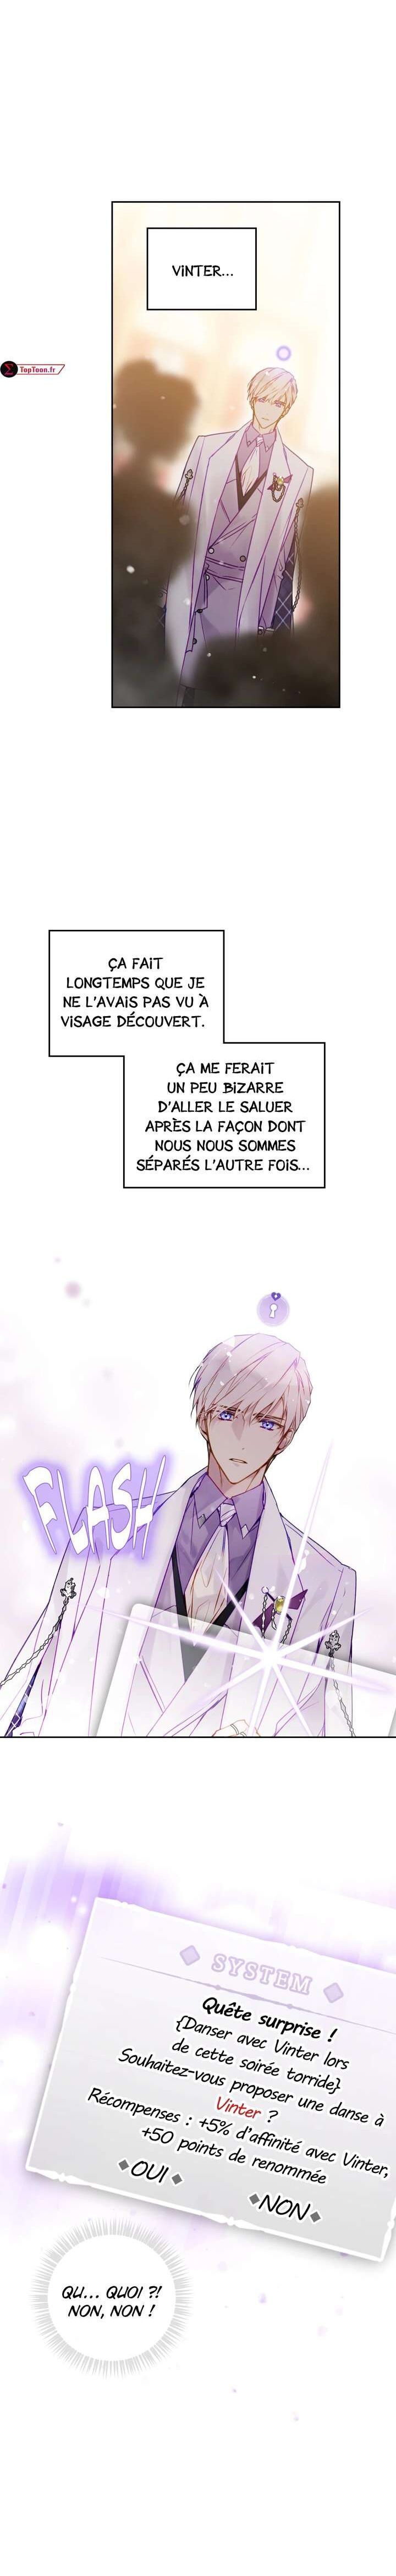 VINTER...
TopToon.fr
ÇA FAIT
LONGTEMPS QUE JE
NE L'AVAIS PAS VU À
VISAGE DÉCOUVERT.
ÇA ME FERAIT
UN PEU BIZARRE
D'ALLER LE SALUER
APRÈS LA FAÇON DONT
NOUS NOUS SOMMES
SÉPARÉS L'AUTRE FOIS...
FLASH
SYSTEM
Quête surprise !
{Danser avec Vinter lors
de cette soirée torride}
Souhaitez-vous proposer une danse à
Vinter ?
Récompenses : +5% d'affinité avec Vinter,
+50 points de renommée
OUI
NON
QU... QUOI ?!
NON, NON !